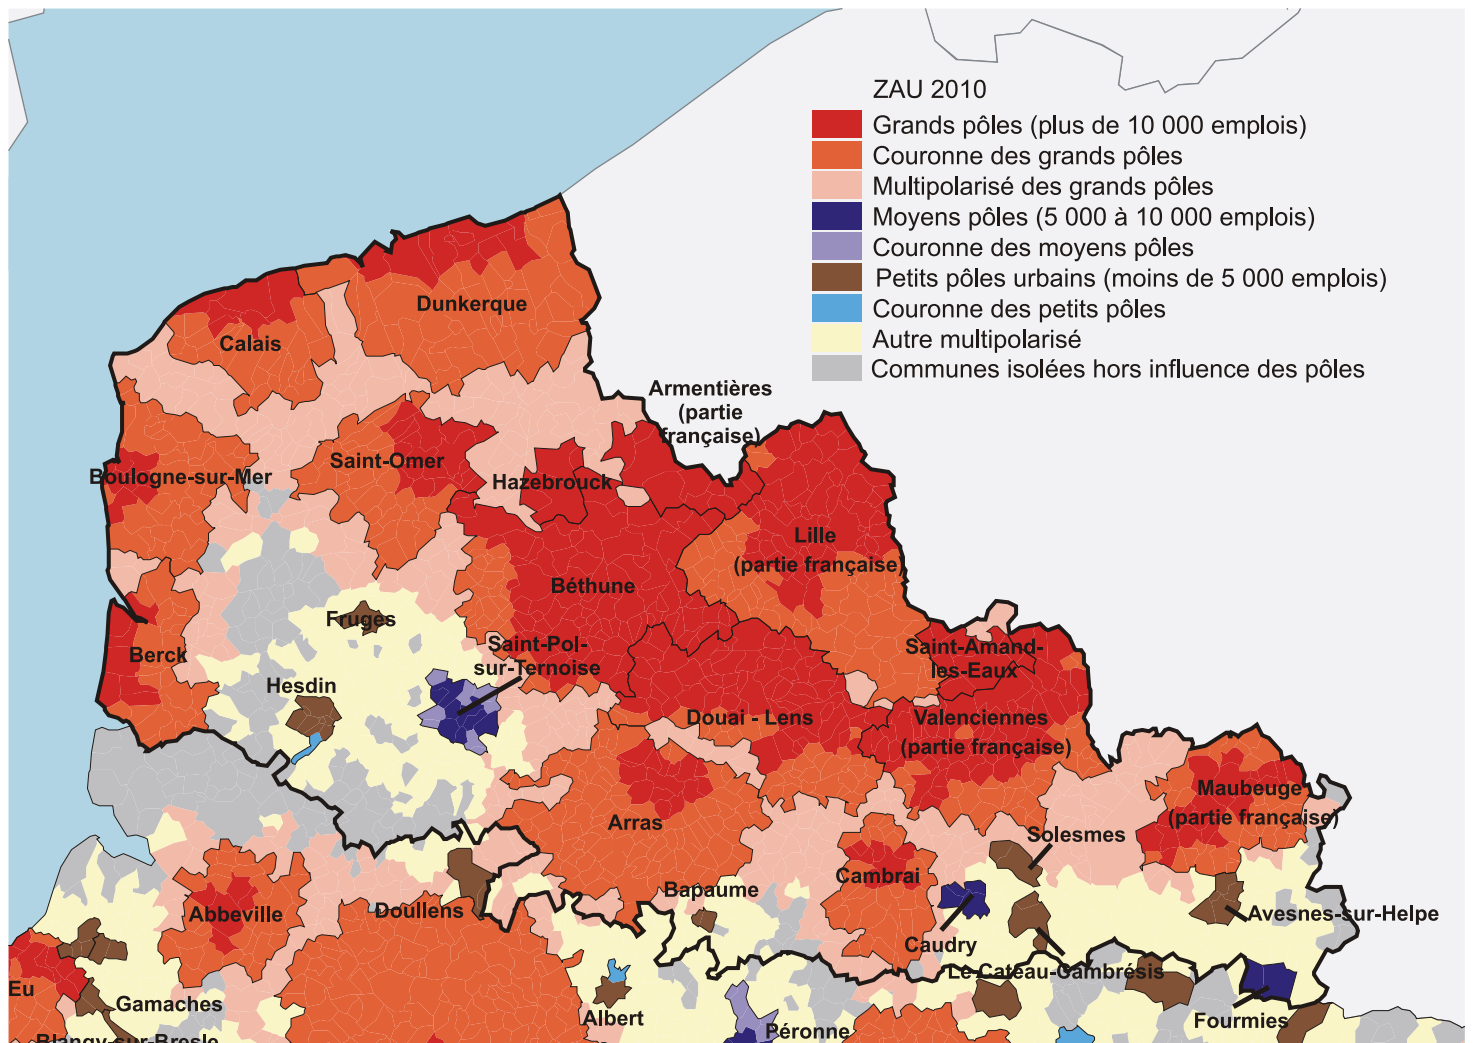 ZAU 2010
Grands pôles (plus de 10 000 emplois)
Couronne des grands pôles
Multipolarisé des grands pôles
Moyens pôles (5 000 à 10 000 emplois)
Couronne des moyens pôles
Petits pôles urbains (moins de 5 000 emplois)
Couronne des petits pôles
Autre multipolarisé
Communes isolées hors influence des pôles
Dunkerque
Calais
Armentières
(partie
française)
Boulogne-sur-Mer
Saint-Omer
Hazebrouck
Lille
(partie française)
Béthune
Fruges
Berck
Saint-Pol-
sur-Ternoise
Saint-Amand-
les-Eaux
Hesdin
Douai - Lens
Valenciennes
(partie française)
Maubeuge
(partie française)
Arras
Solesmes
Cambrai
Bapaume
Abbeville
Doullens
Avesnes-sur-Helpe
Caudry
Le Cateau-Cambrésis
Eu
Gamaches
Albert
Péronne
Fourmies
Blangy-sur-Bresle